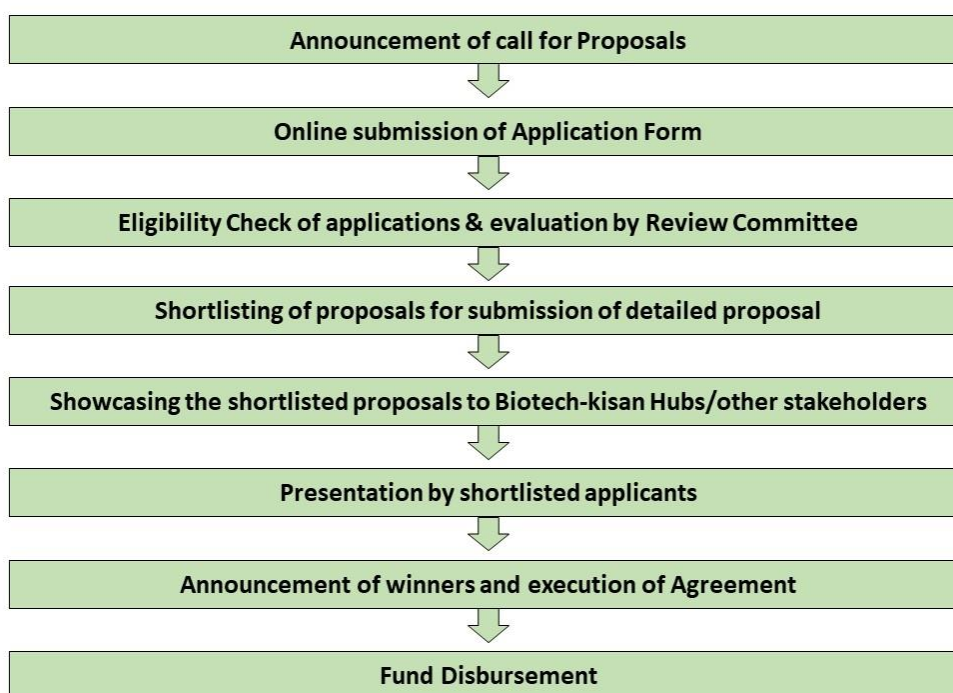 Announcement of call for Proposals
Online submission of Application Form
Eligibility Check of applications & evaluation by Review Committee
Shortlisting of proposals for submission of detailed proposal
Showcasing the shortlisted proposals to Biotech-kisan Hubs/other stakeholders
Presentation by shortlisted applicants
Announcement of winners and execution of Agreement
Fund Disbursement